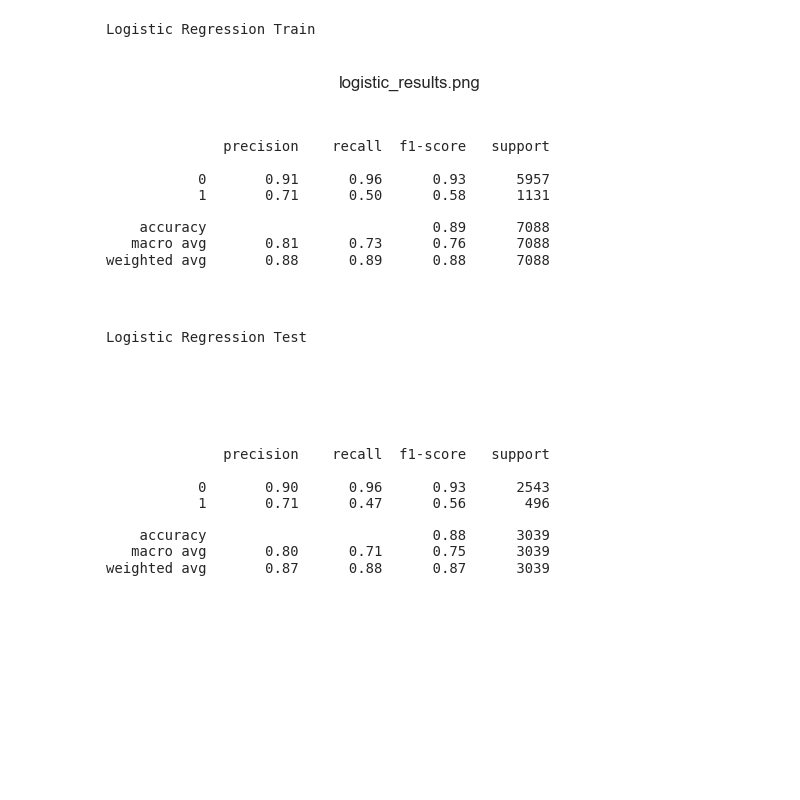 Logistic Regression Train
logistic_results.png
precision    recall  f1-score   support
0       0.91      0.96      0.93      5957
1       0.71      0.50      0.58      1131
accuracy                           0.89      7088
macro avg       0.81      0.73      0.76      7088
weighted avg       0.88      0.89      0.88      7088
Logistic Regression Test
precision    recall  f1-score   support
0       0.90      0.96      0.93      2543
1       0.71      0.47      0.56       496
accuracy                           0.88      3039
macro avg       0.80      0.71      0.75      3039
weighted avg       0.87      0.88      0.87      3039